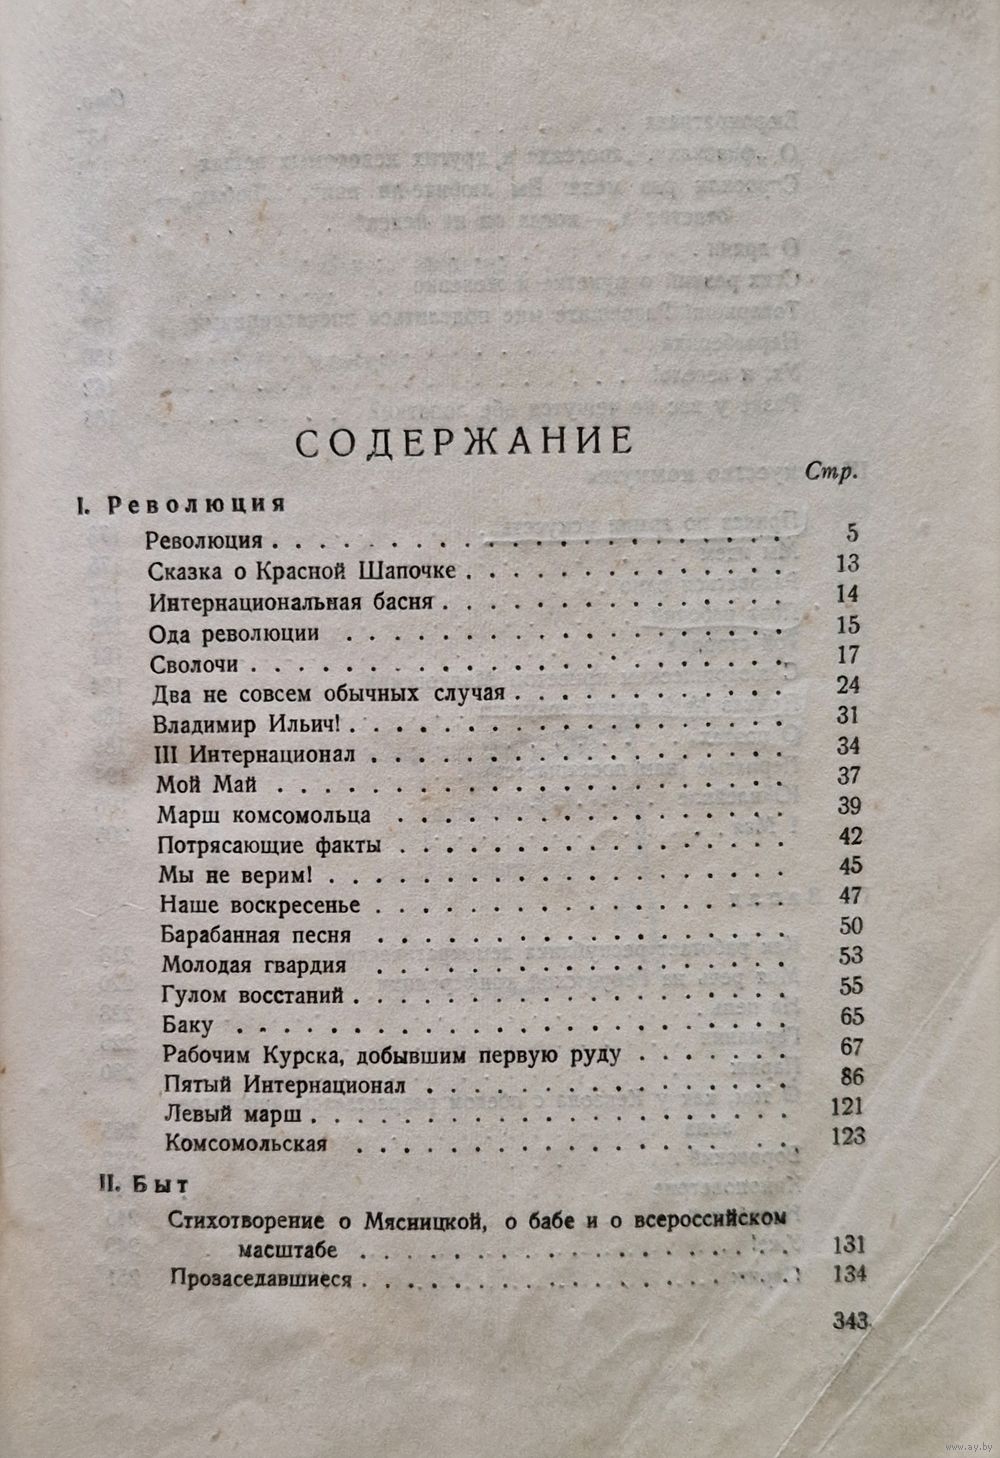 СОДЕРЖАНИЕ
Стр.
I. Революция
Революция . . . . . . . . . . . . . . . . . . . . . . 5
Сказка о Красной Шапочке . . . . . . . . . . . . . . 13
Интернациональная басня . . . . . . . . . . . . . . . 14
Ода революции . . . . . . . . . . . . . . . . . . . 15
Сволочи . . . . . . . . . . . . . . . . . . . . . . . 17
Два не совсем обычных случая . . . . . . . . . . . . 24
Владимир Ильич! . . . . . . . . . . . . . . . . . . . 31
III Интернационал . . . . . . . . . . . . . . . . . . 34
Мой Май . . . . . . . . . . . . . . . . . . . . . . 37
Марш комсомольца . . . . . . . . . . . . . . . . . 39
Потрясающие факты . . . . . . . . . . . . . . . . . 42
Мы не верим! . . . . . . . . . . . . . . . . . . . . 45
Наше воскресенье . . . . . . . . . . . . . . . . . . 47
Барабанная песня . . . . . . . . . . . . . . . . . . 50
Молодая гвардия . . . . . . . . . . . . . . . . . . 53
Гулом восстаний . . . . . . . . . . . . . . . . . . . 55
Баку . . . . . . . . . . . . . . . . . . . . . . . . 65
Рабочим Курска, добывшим первую руду . . . . . . . 67
Пятый Интернационал . . . . . . . . . . . . . . . . 86
Левый марш . . . . . . . . . . . . . . . . . . . . . 121
Комсомольская . . . . . . . . . . . . . . . . . . . 123
II. Быт
Стихотворение о Мясницкой, о бабе и о всероссийском
масштабе . . . . . . . . . . . . . . . . . . . 131
Прозаседавшиеся . . . . . . . . . . . . . . . . . . . 134
343
www.ay.by